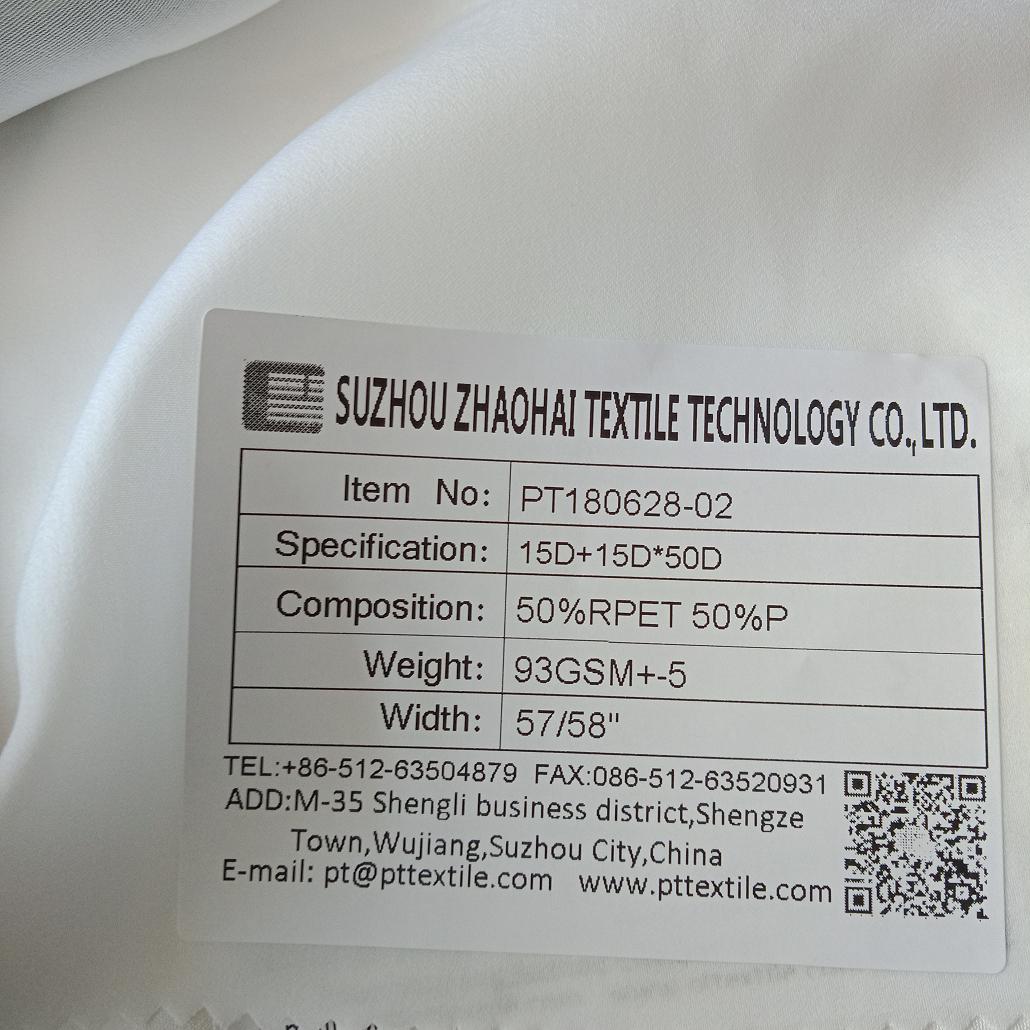 SUZHOU ZHAOHAI TEXTILE TECHNOLOGY CO., LTD.
Item No: PT180628-02
Specification: 15D+15D*50D
Composition: 50%RPET 50%P
Weight: 93GSM+-5
Width: 57/58"
TEL:+86-512-63504879 FAX:086-512-63520931
ADD:M-35 Shengli business district,Shengze
Town,Wujiang,Suzhou City,China
E-mail: pt@pttextile.com www.pttextile.com